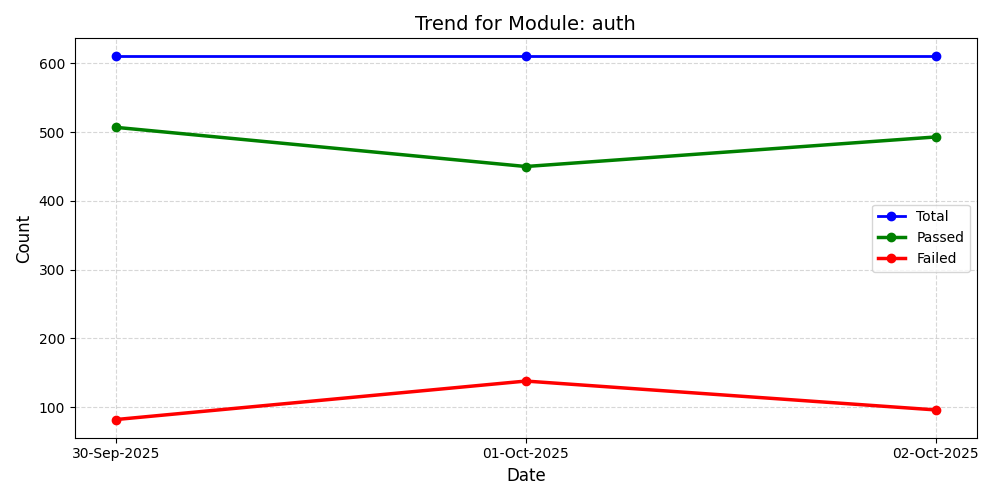 Trend for Module: auth
Count
600
500
400
300
200
100
Total
Passed
Failed
30-Sep-2025
01-Oct-2025
02-Oct-2025
Date